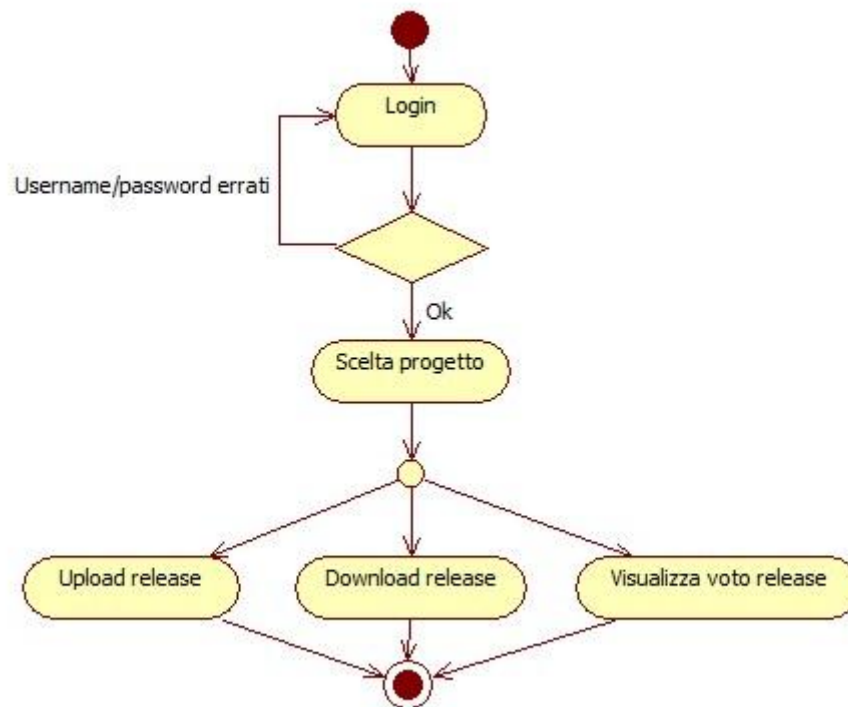 Login
Username/password errati
Ok
Scelta progetto
Upload release
Download release
Visualizza voto release